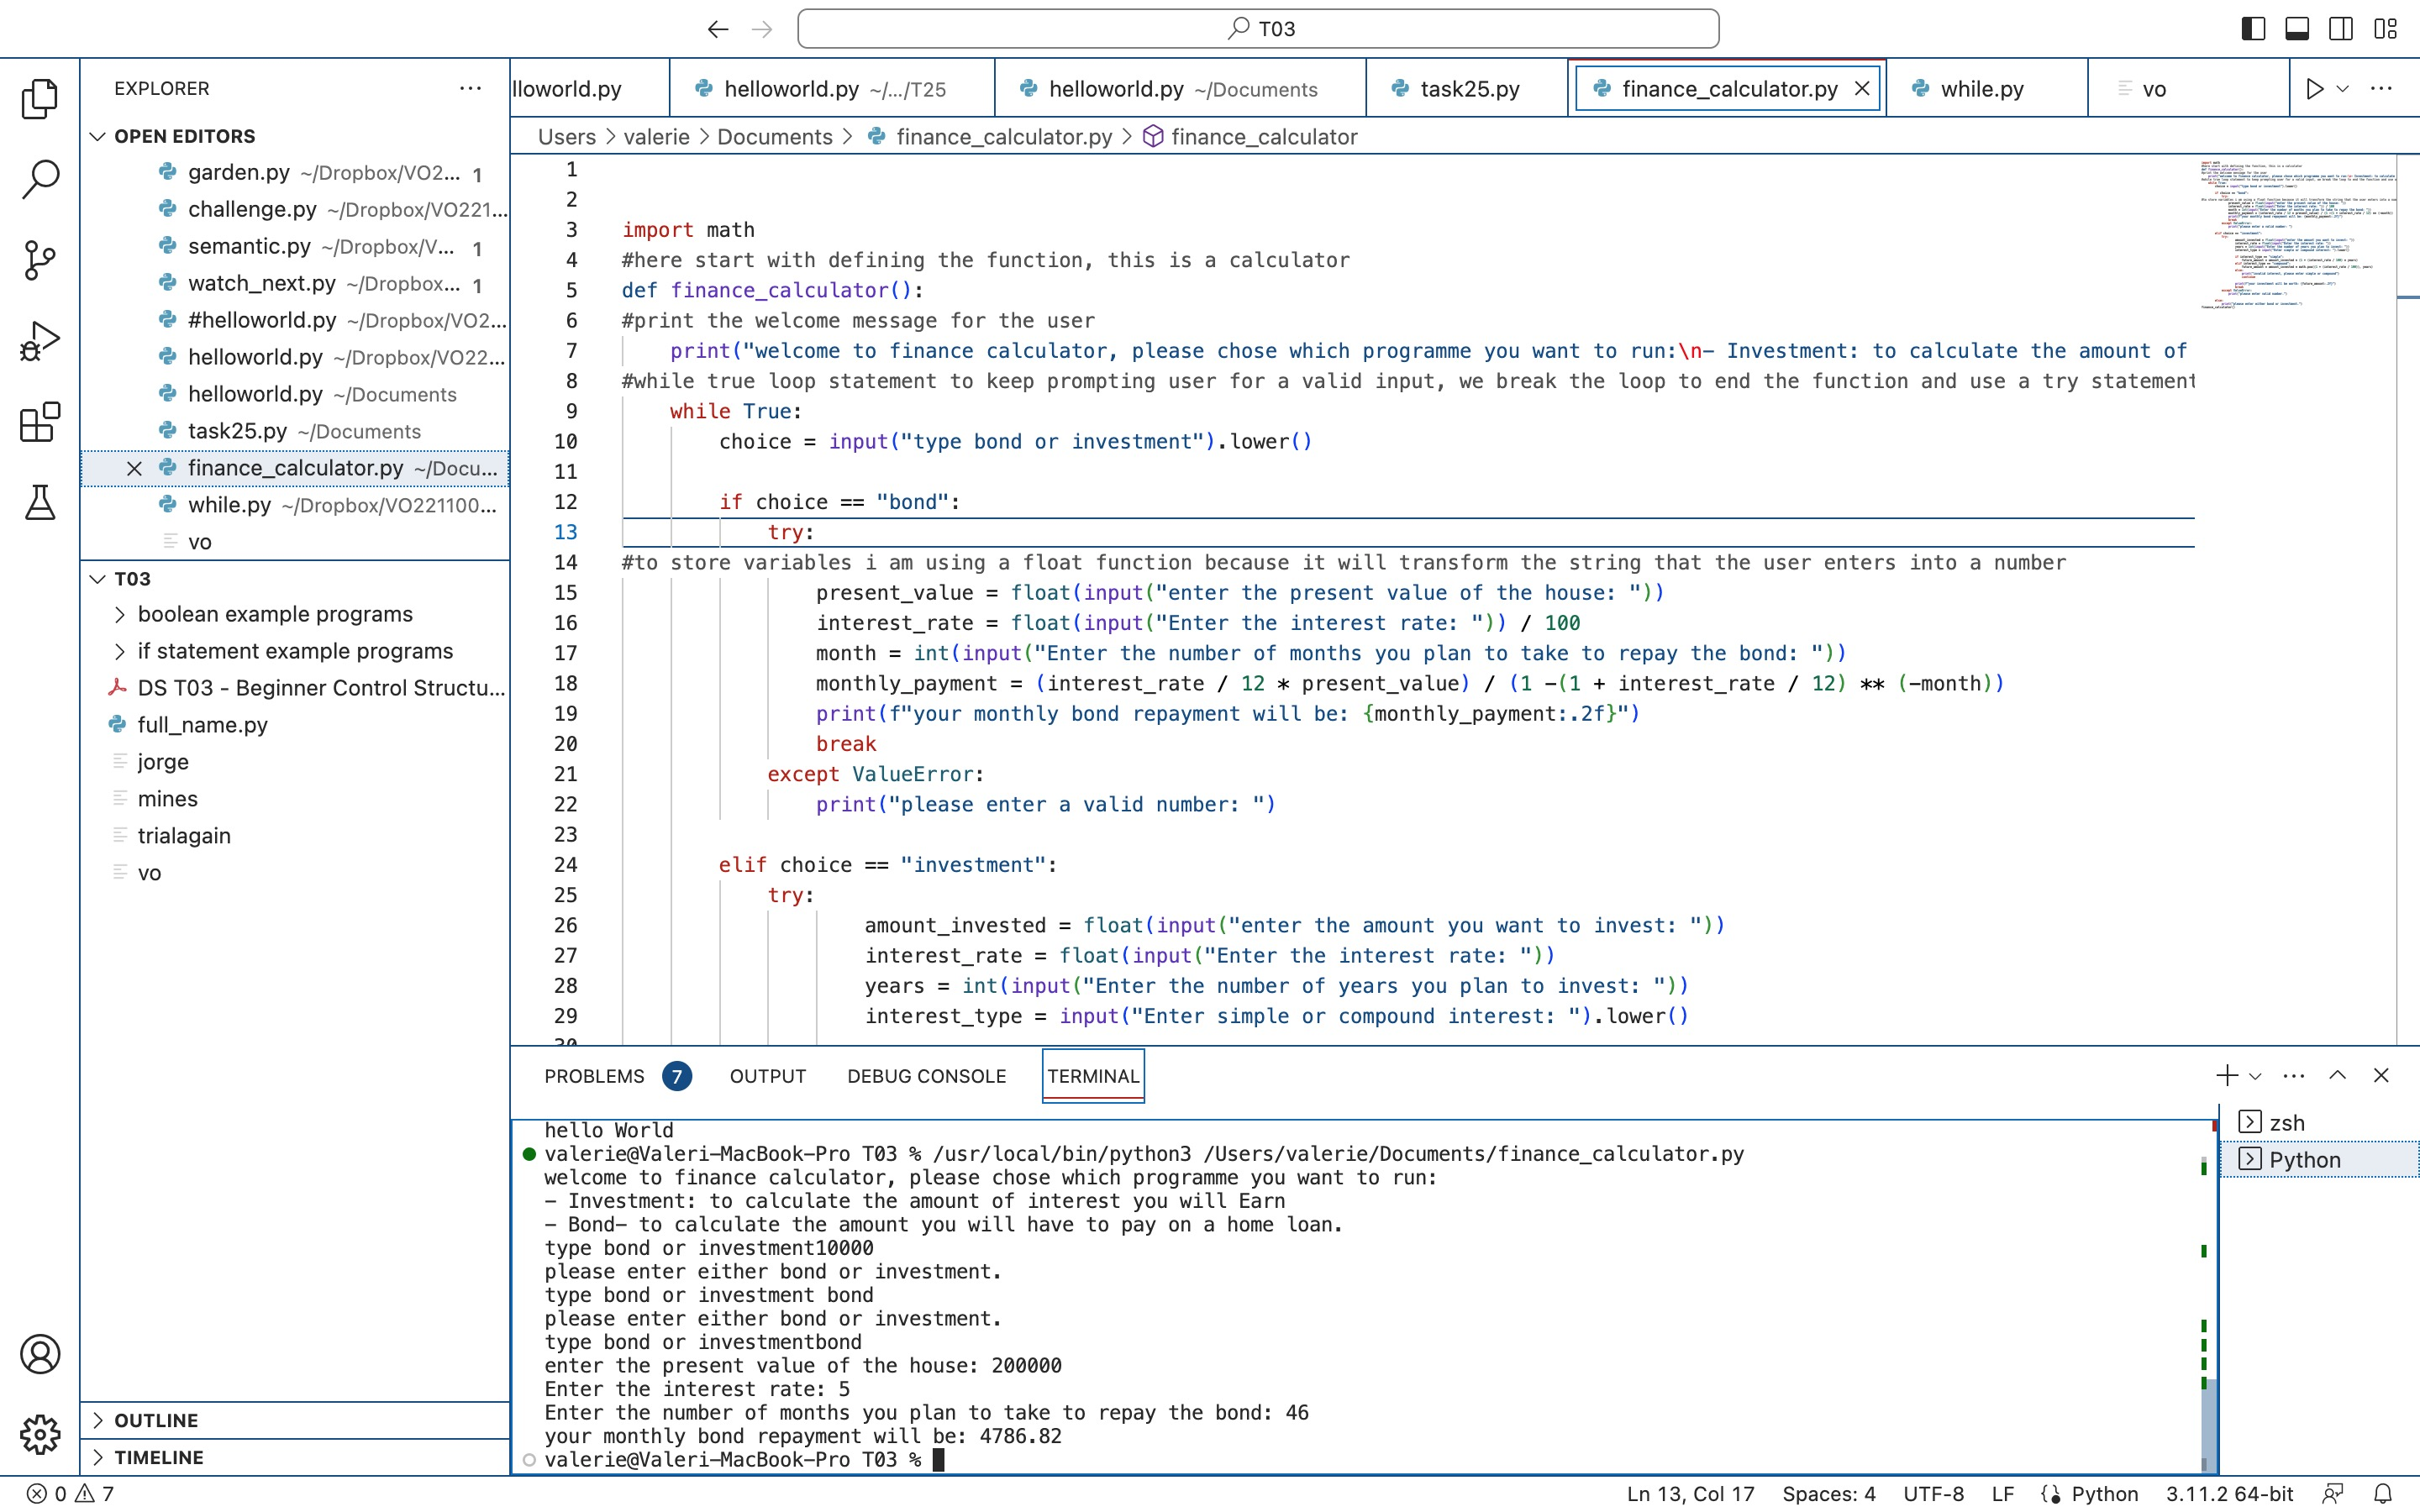 T03
EXPLORER
OPEN EDITORS
garden.py ~/Dropbox/VO2... 1
challenge.py ~/Dropbox/VO221...
semantic.py ~/Dropbox/V... 1
watch_next.py ~/Dropbox... 1
#helloworld.py ~/Dropbox/VO2...
helloworld.py ~/Dropbox/VO22...
helloworld.py ~/Documents
task25.py ~/Documents
finance_calculator.py ~/Docu...
while.py ~/Dropbox/VO221100...
vo
T03
boolean example programs
if statement example programs
DS T03 - Beginner Control Structu...
full_name.py
jorge
mines
trialagain
vo
OUTLINE
TIMELINE
lloworld.py helloworld.py ~/.../T25 helloworld.py ~/Documents task25.py finance_calculator.py while.py vo
Users > valerie > Documents > finance_calculator.py > finance_calculator
1
2
3 import math
4 #here start with defining the function, this is a calculator
5 def finance_calculator():
6 #print the welcome message for the user
7 print("welcome to finance calculator, please chose which programme you want to run:\n- Investment: to calculate the amount of
8 #while true loop statement to keep prompting user for a valid input, we break the loop to end the function and use a try statement
9 while True:
10 choice = input("type bond or investment").lower()
11
12 if choice == "bond":
13 try:
14 #to store variables i am using a float function because it will transform the string that the user enters into a number
15 present_value = float(input("enter the present value of the house: "))
16 interest_rate = float(input("Enter the interest rate: ")) / 100
17 month = int(input("Enter the number of months you plan to take to repay the bond: "))
18 monthly_payment = (interest_rate / 12 * present_value) / (1 -(1 + interest_rate / 12) ** (-month))
19 print(f"your monthly bond repayment will be: {monthly_payment:.2f}")
20 break
21 except ValueError:
22 print("please enter a valid number: ")
23
24 elif choice == "investment":
25 try:
26 amount_invested = float(input("enter the amount you want to invest: "))
27 interest_rate = float(input("Enter the interest rate: "))
28 years = int(input("Enter the number of years you plan to invest: "))
29 interest_type = input("Enter simple or compound interest: ").lower()
30
PROBLEMS 7 OUTPUT DEBUG CONSOLE TERMINAL
hello World
valerie@Valeri-MacBook-Pro T03 % /usr/local/bin/python3 /Users/valerie/Documents/finance_calculator.py
welcome to finance calculator, please chose which programme you want to run:
- Investment: to calculate the amount of interest you will Earn
- Bond- to calculate the amount you will have to pay on a home loan.
type bond or investment10000
please enter either bond or investment.
type bond or investment bond
please enter either bond or investment.
type bond or investmentbond
enter the present value of the house: 200000
Enter the interest rate: 5
Enter the number of months you plan to take to repay the bond: 46
your monthly bond repayment will be: 4786.82
valerie@Valeri-MacBook-Pro T03 %
zsh
Python
0 7 Ln 13, Col 17 Spaces: 4 UTF-8 LF Python 3.11.2 64-bit